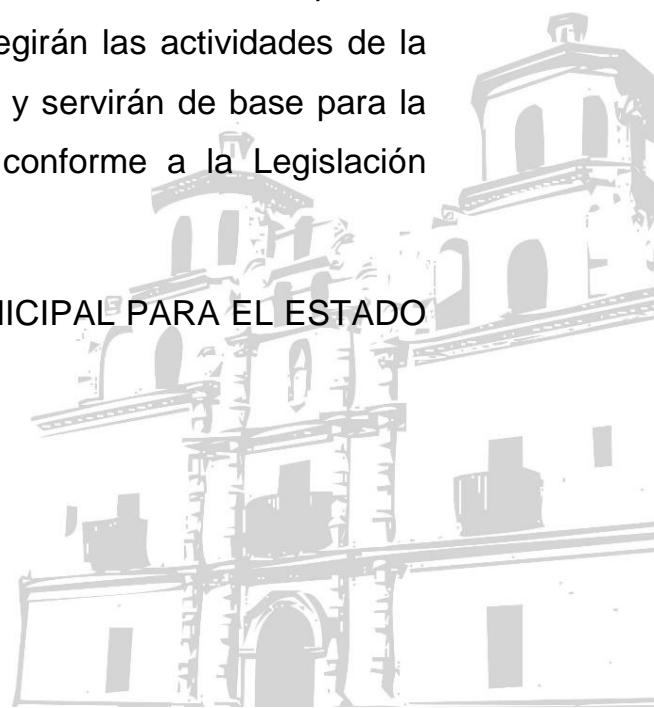 egirán las actividades de la
y servirán de base para la
conforme a la Legislación
NICIPAL PARA EL ESTADO